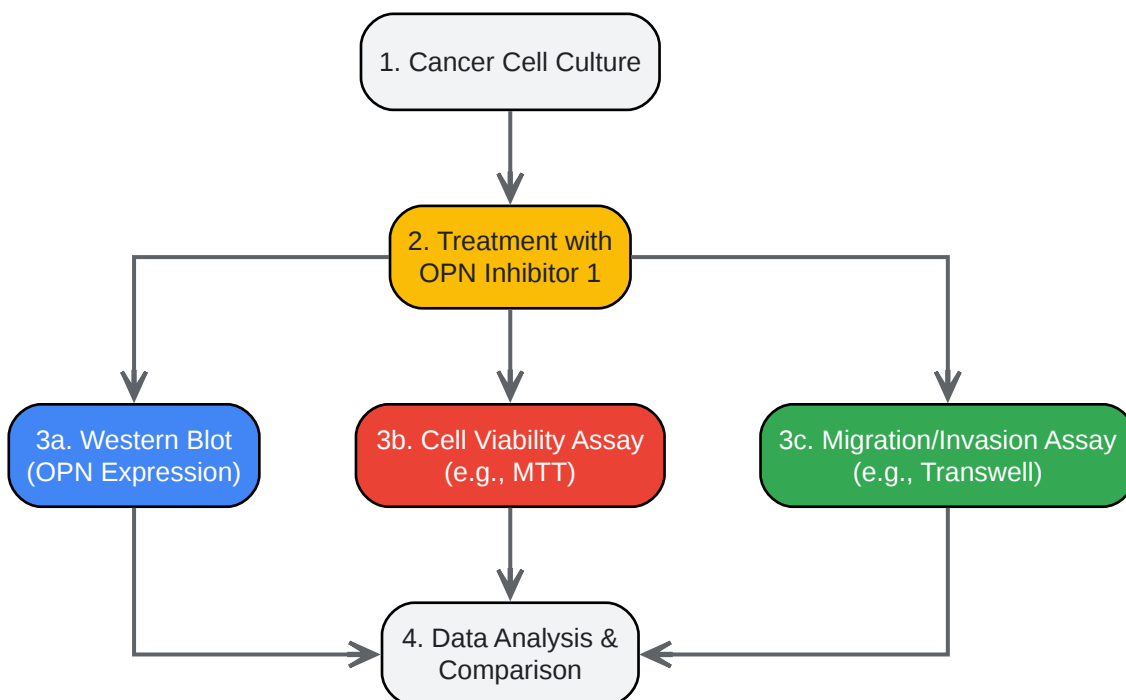 1. Cancer Cell Culture
2. Treatment with
OPN Inhibitor 1
3a. Western Blot
(OPN Expression)
3b. Cell Viability Assay
(e.g., MTT)
3c. Migration/Invasion Assay
(e.g., Transwell)
4. Data Analysis &
Comparison